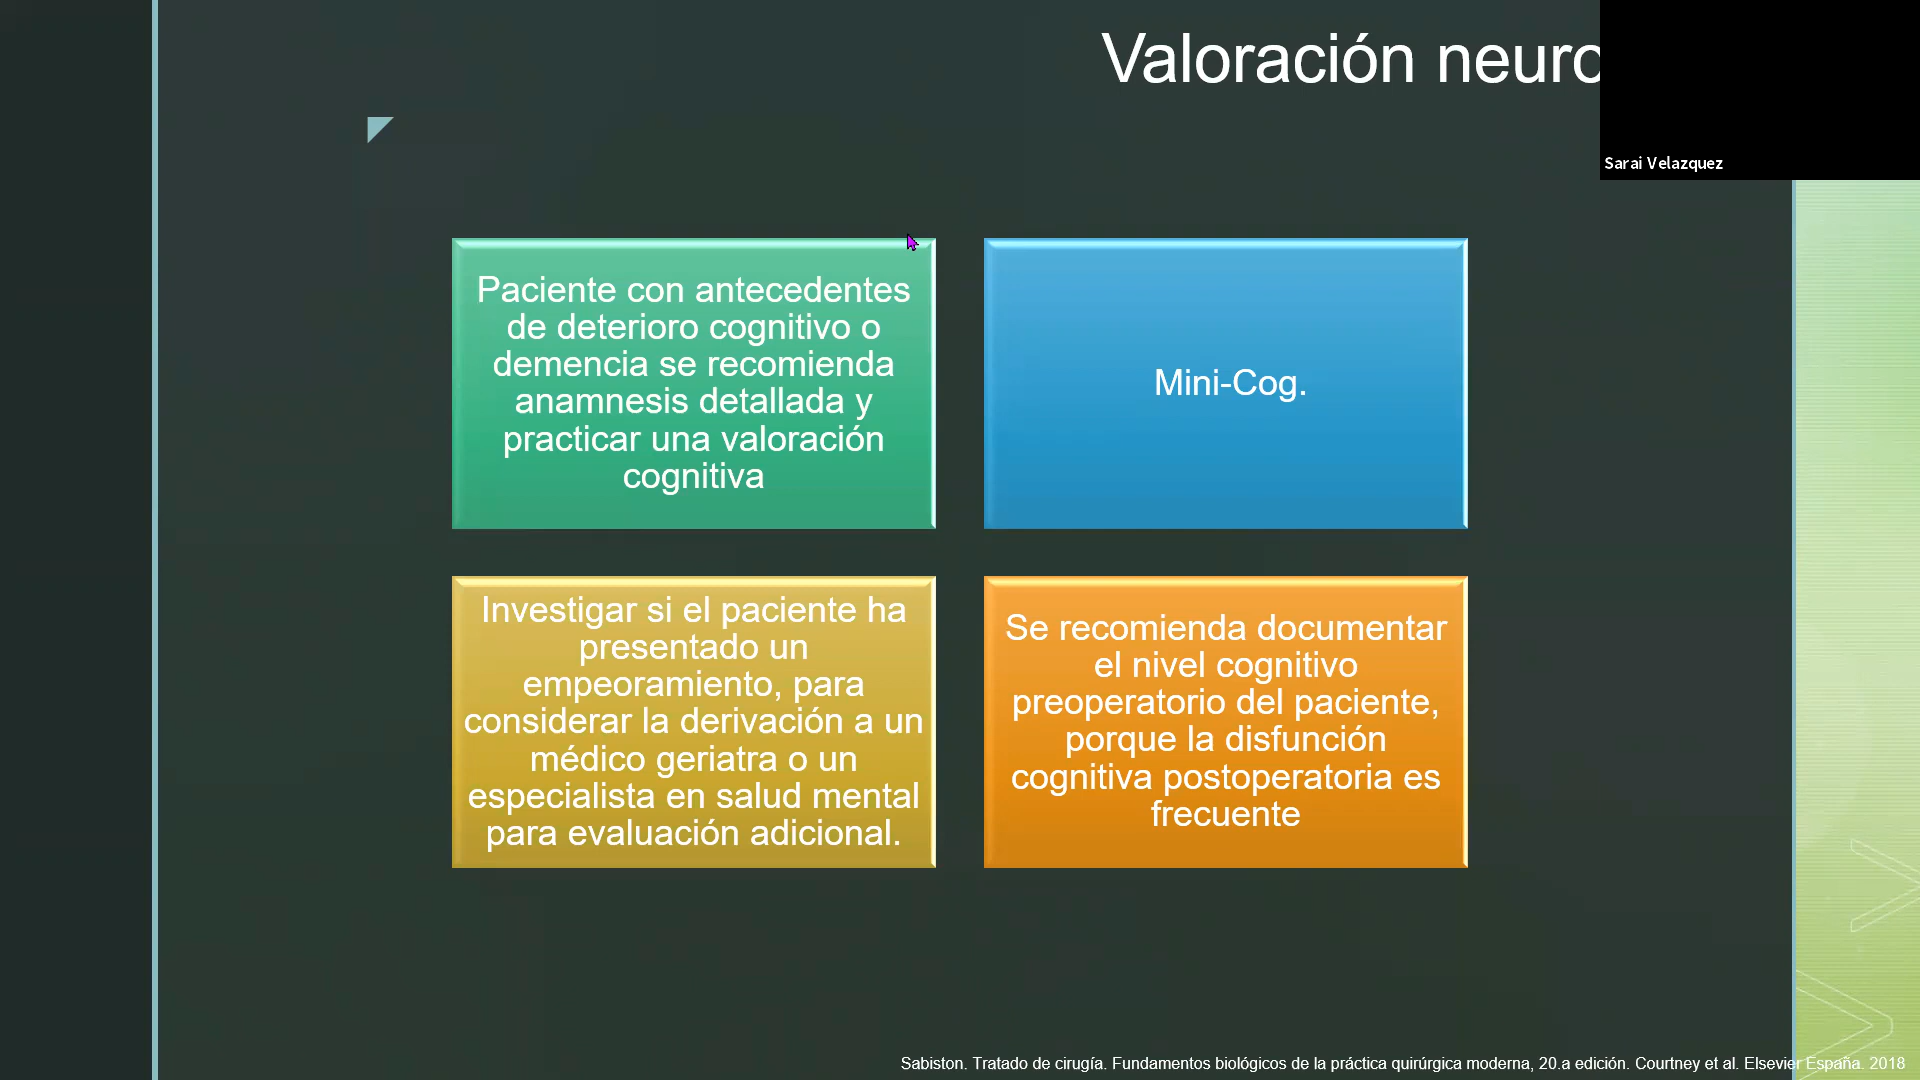 Valoración neuro
Sarai Velazquez
Paciente con antecedentes
de deterioro cognitivo o
demencia se recomienda
anamnesis detallada y
practicar una valoración
cognitiva
Mini-Cog.
Investigar si el paciente ha
presentado un
empeoramiento, para
considerar la derivación a un
médico geriatra o un
especialista en salud mental
para evaluación adicional.
Se recomienda documentar
el nivel cognitivo
preoperatorio del paciente,
porque la disfunción
cognitiva postoperatoria es
frecuente
Sabiston. Tratado de cirugía. Fundamentos biológicos de la práctica quirúrgica moderna, 20.a edición. Courtney et al. Elsevier España. 2018